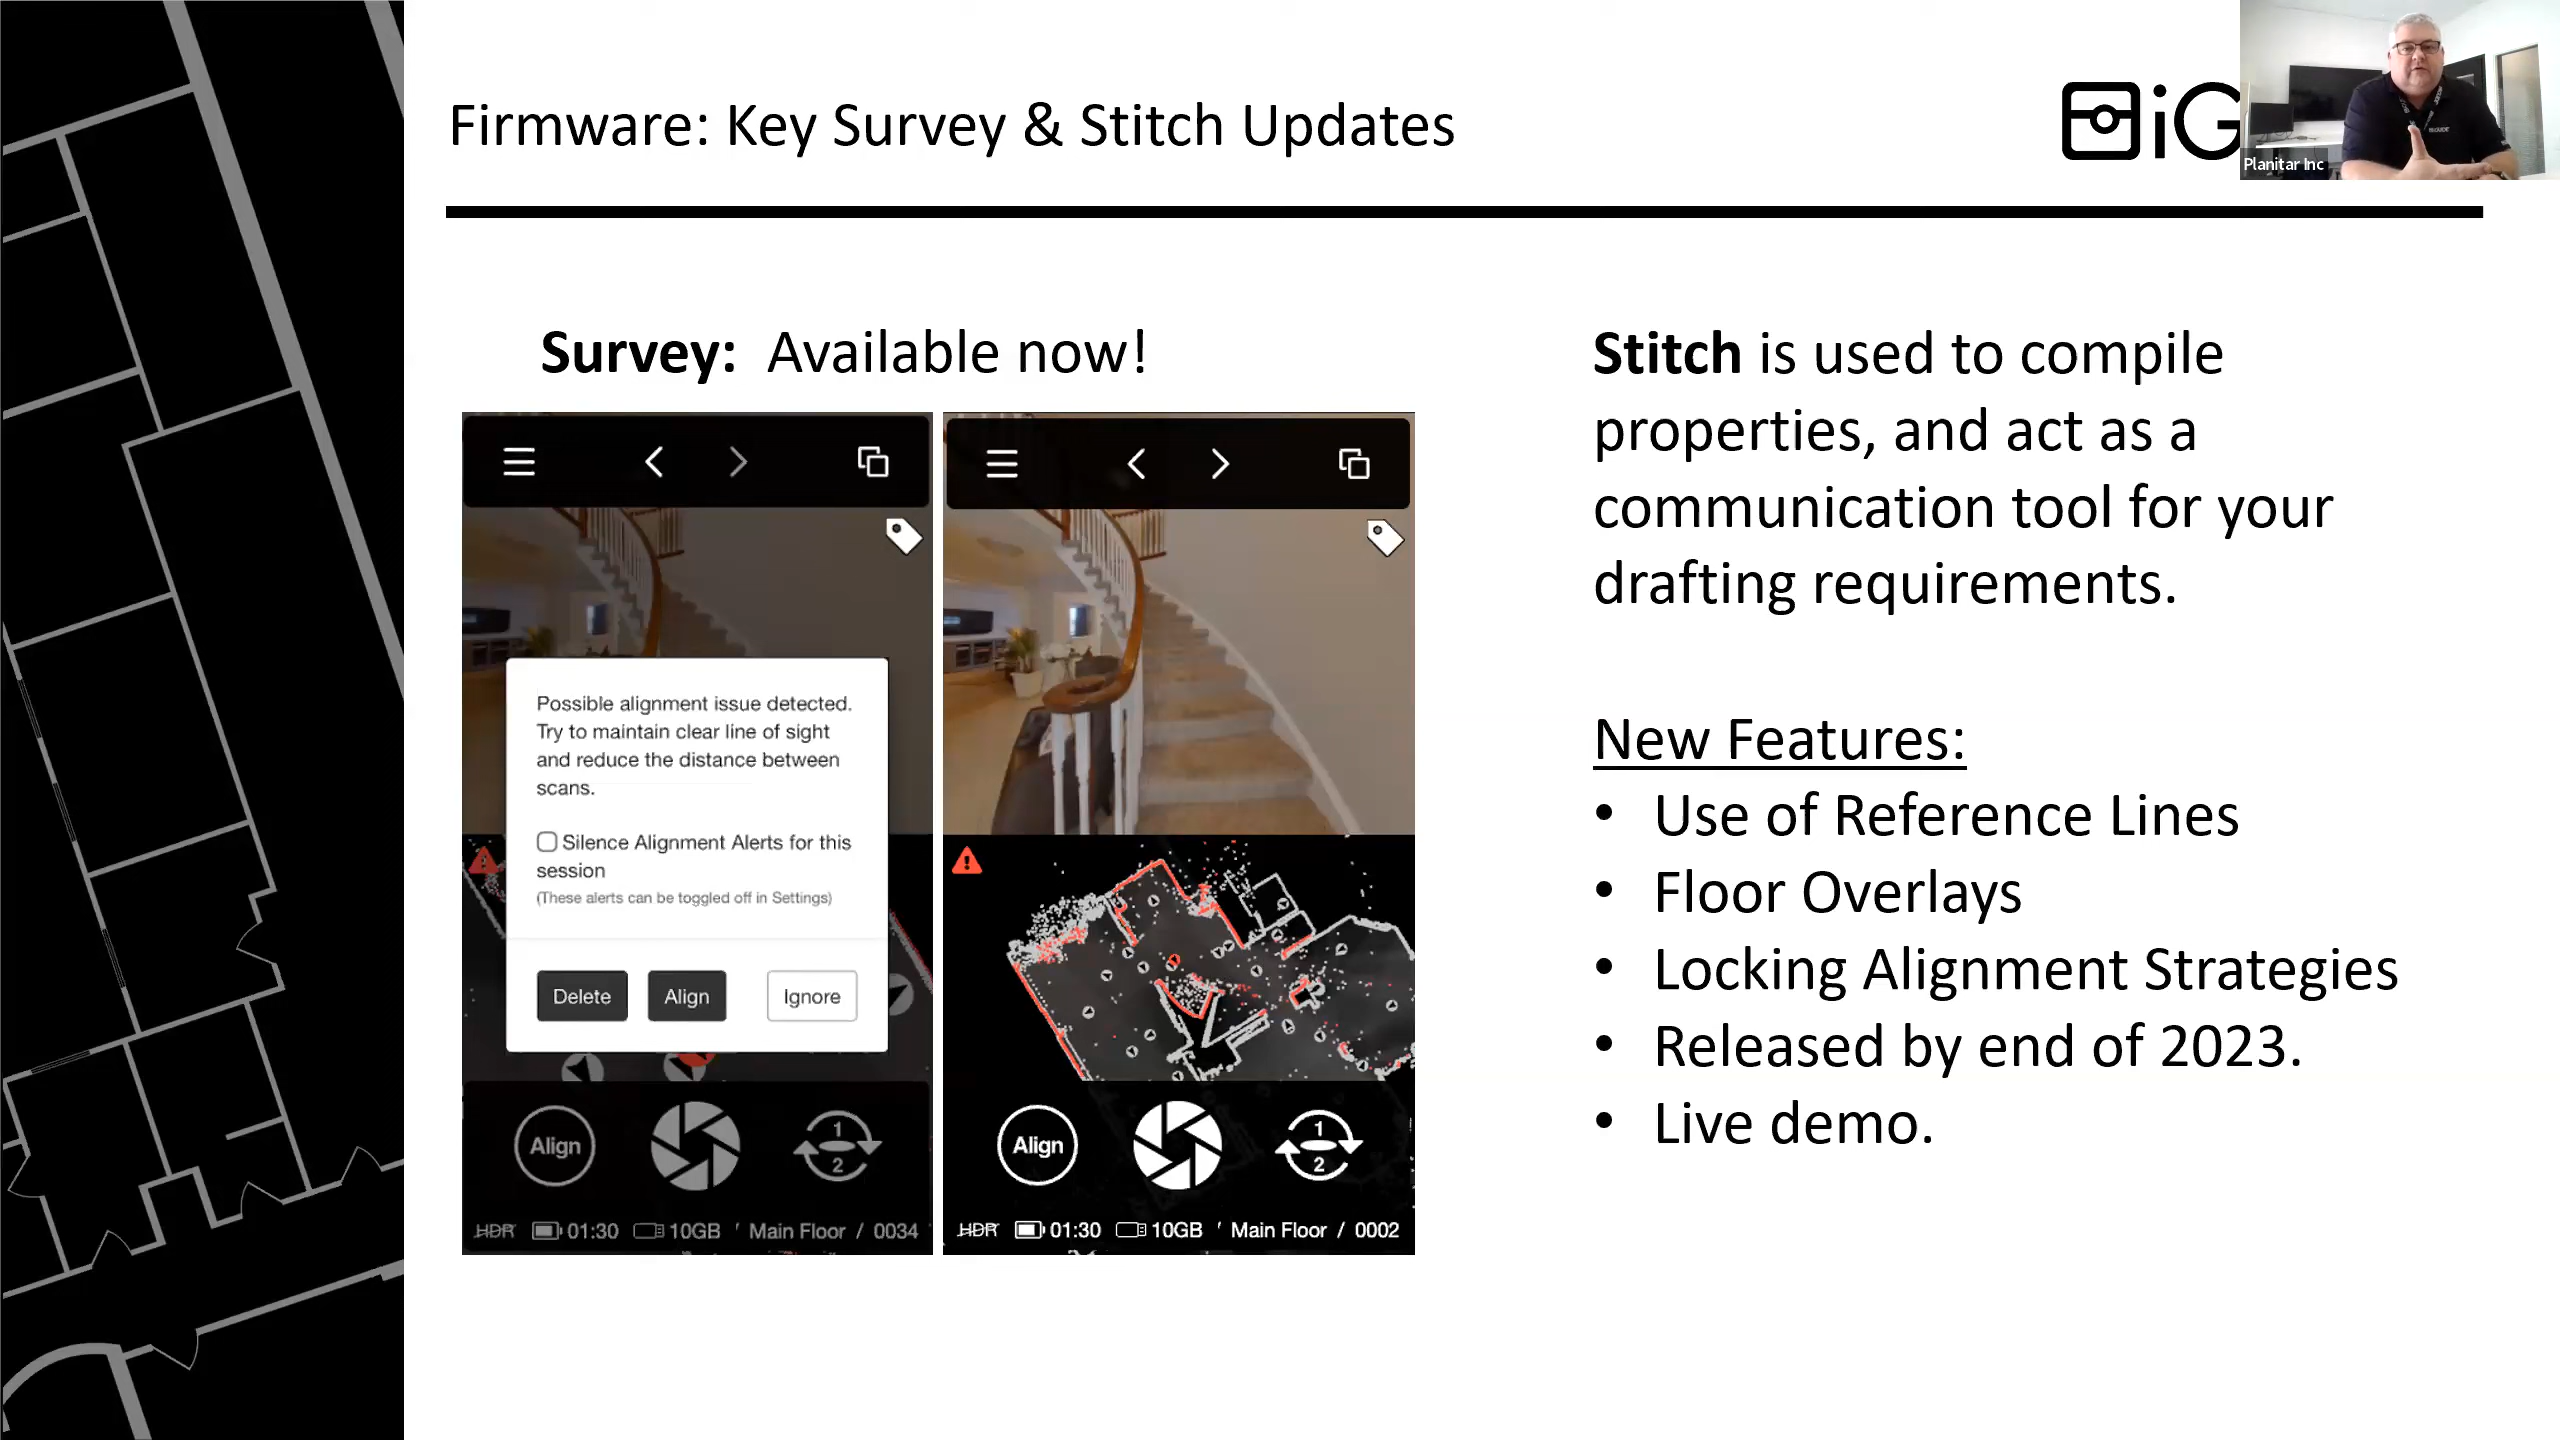 Firmware: Key Survey & Stitch Updates
iG
Planitar Inc
Survey: Available now!
Possible alignment issue detected.
Try to maintain clear line of sight
and reduce the distance between
scans.
Silence Alignment Alerts for this
session
(These alerts can be toggled off in Settings)
Delete Align Ignore
Align 1 2
HDR 01:30 10GB ' Main Floor / 0034
Align 1 2
HDR 01:30 10GB ' Main Floor / 0002
Stitch is used to compile
properties, and act as a
communication tool for your
drafting requirements.
New Features:
• Use of Reference Lines
• Floor Overlays
• Locking Alignment Strategies
• Released by end of 2023.
• Live demo.